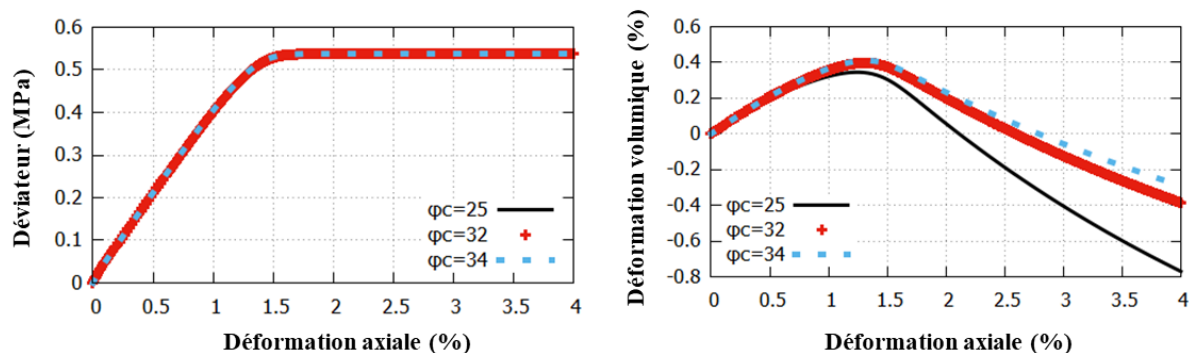 Déviateur (MPa)
0.6
0.5
0.4
0.3
0.2
0.1
0
φc=25
φc=32
φc=34
0 0.5 1 1.5 2 2.5 3 3.5 4
Déformation axiale (%)
Déformation volumique (%)
0.6
0.4
0.2
0
-0.2
-0.4
-0.6
-0.8
φc=25
φc=32
φc=34
0 0.5 1 1.5 2 2.5 3 3.5 4
Déformation axiale (%)